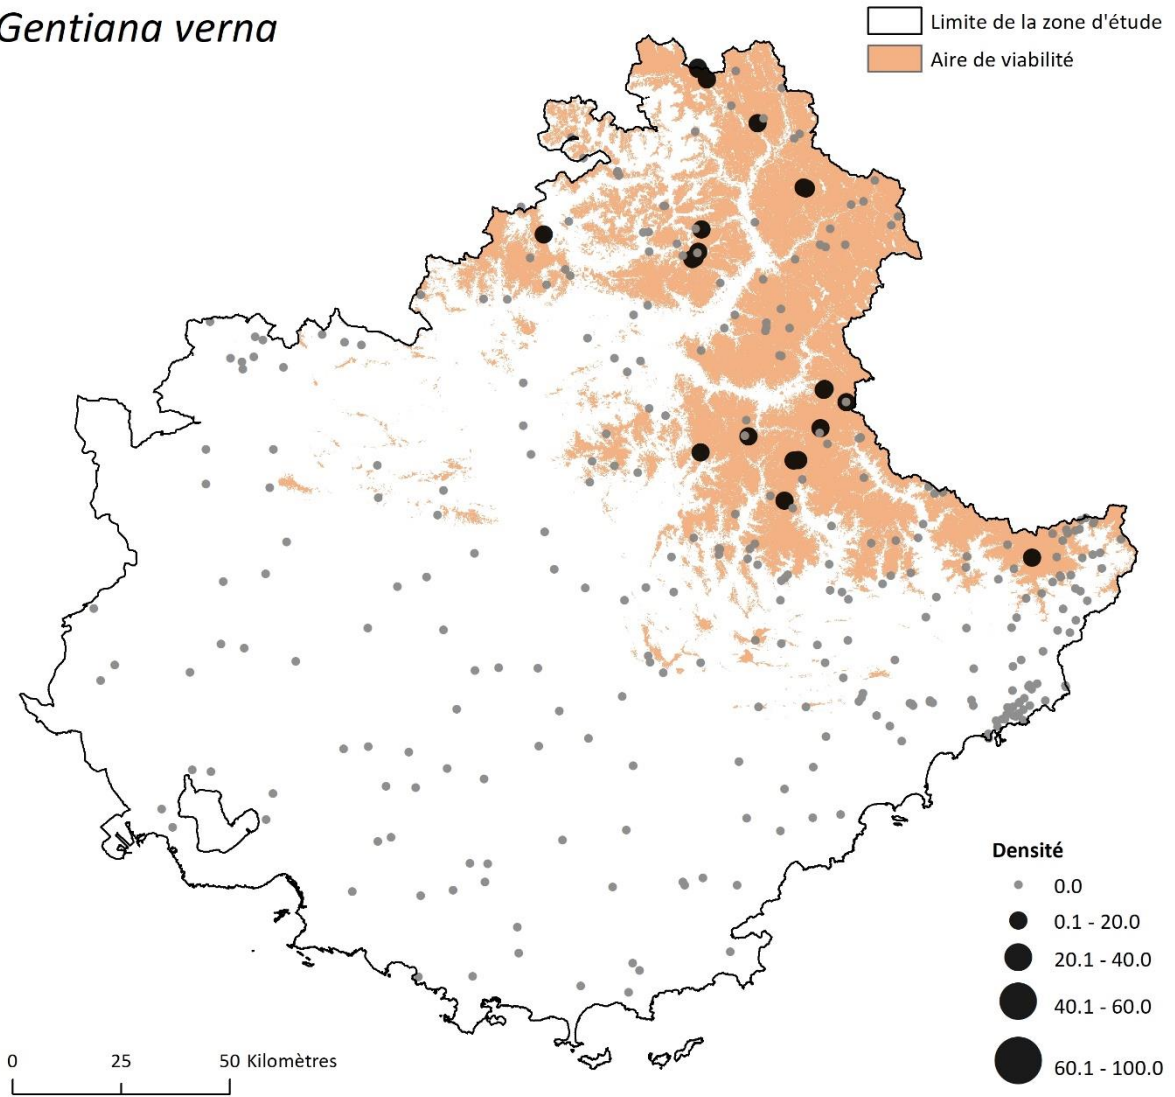 Gentiana verna
Limite de la zone d'étude
Aire de viabilité
Densité
0.0
0.1 - 20.0
20.1 - 40.0
40.1 - 60.0
60.1 - 100.0
0 25 50 Kilomètres